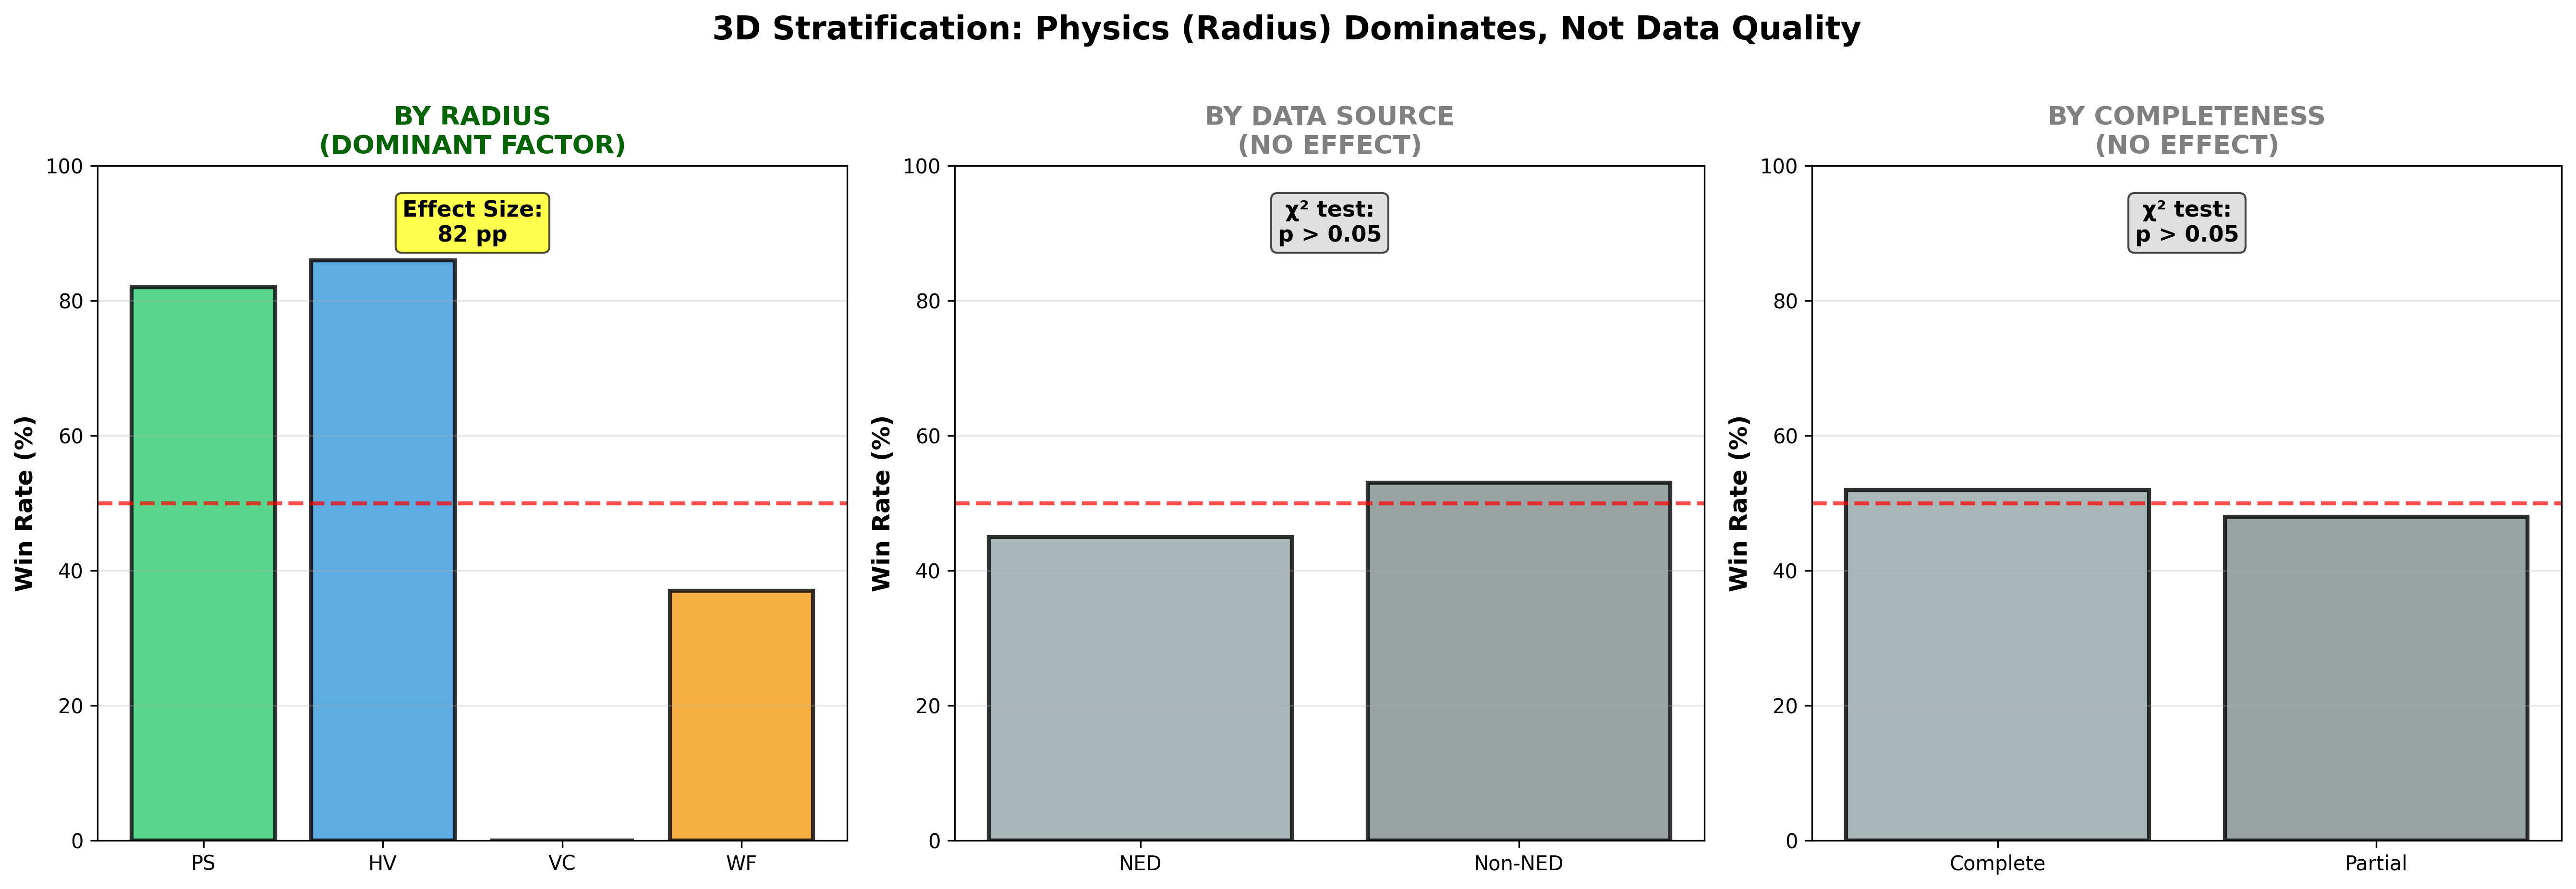 3D Stratification: Physics (Radius) Dominates, Not Data Quality
BY RADIUS
(DOMINANT FACTOR)
Effect Size:
82 pp
Win Rate (%)
100
80
60
40
20
0
PS
HV
VC
WF
BY DATA SOURCE
(NO EFFECT)
χ² test:
p > 0.05
Win Rate (%)
100
80
60
40
20
0
NED
Non-NED
BY COMPLETENESS
(NO EFFECT)
χ² test:
p > 0.05
Win Rate (%)
100
80
60
40
20
0
Complete
Partial